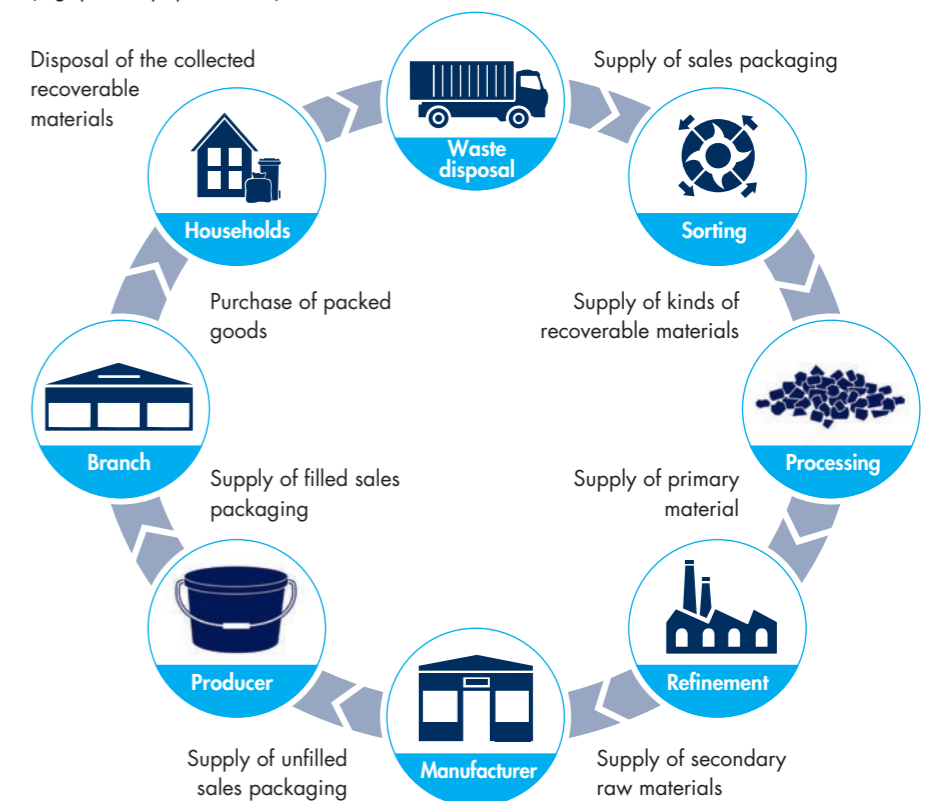 Disposal of the collected
recoverable
materials
Supply of sales packaging
Waste
disposal
Households
Sorting
Purchase of packed
goods
Supply of kinds of
recoverable materials
Branch
Processing
Supply of filled sales
packaging
Supply of primary
material
Producer
Refinement
Supply of unfilled
sales packaging
Manufacturer
Supply of secondary
raw materials